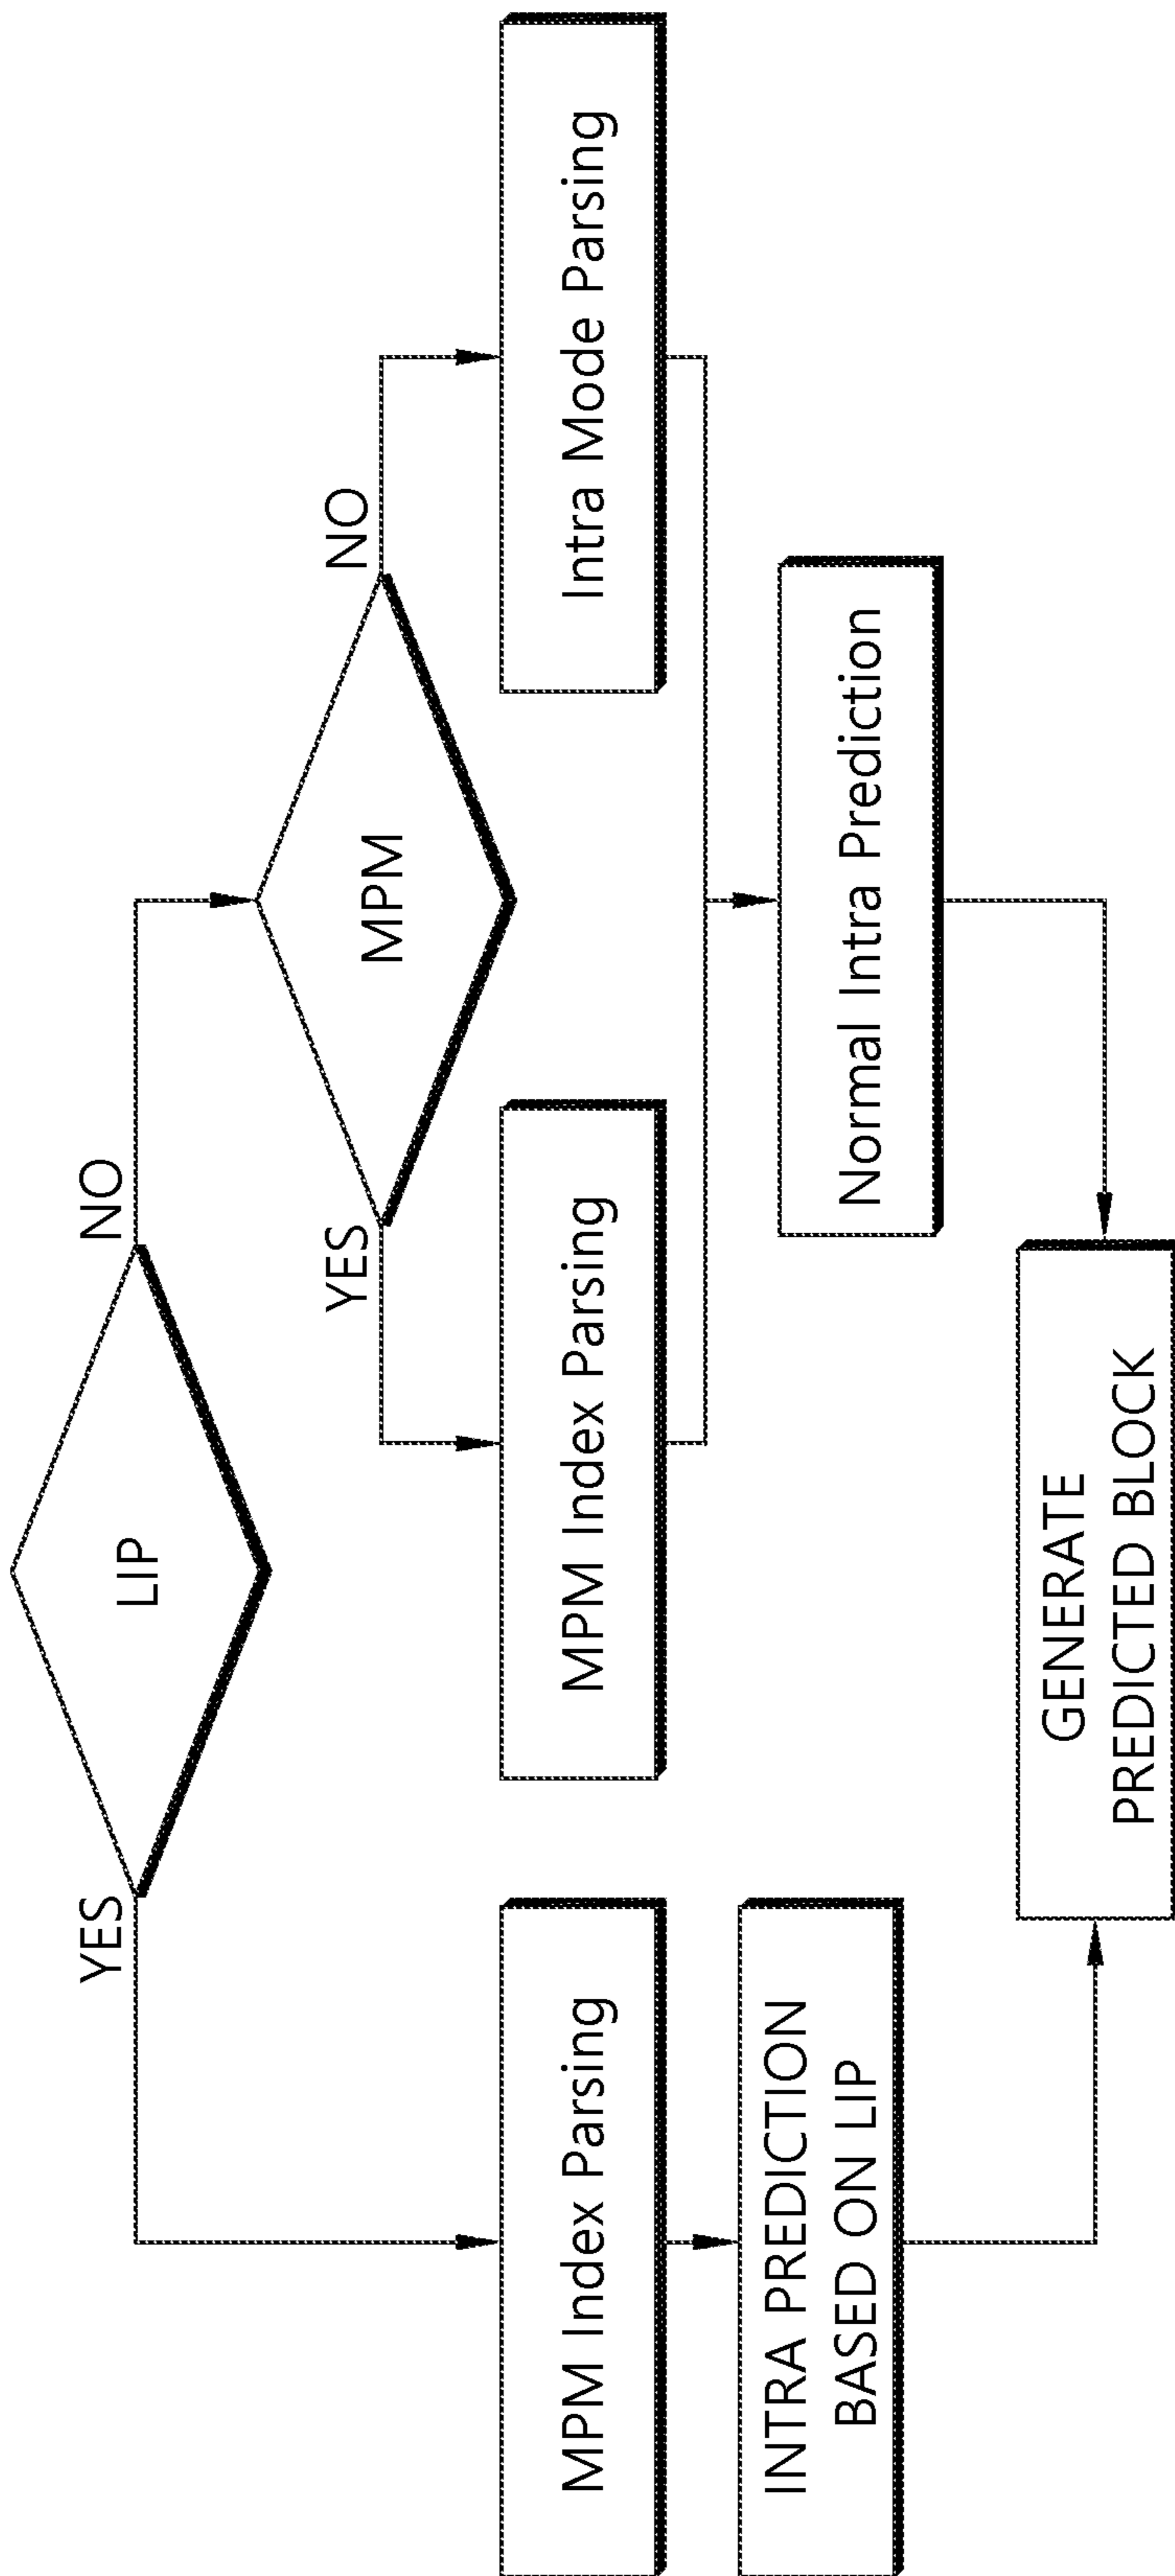 LIP
YES
NO
MPM
YES
NO
MPM Index Parsing
MPM Index Parsing
Intra Mode Parsing
INTRA PREDICTION
BASED ON LIP
Normal Intra Prediction
GENERATE
PREDICTED BLOCK